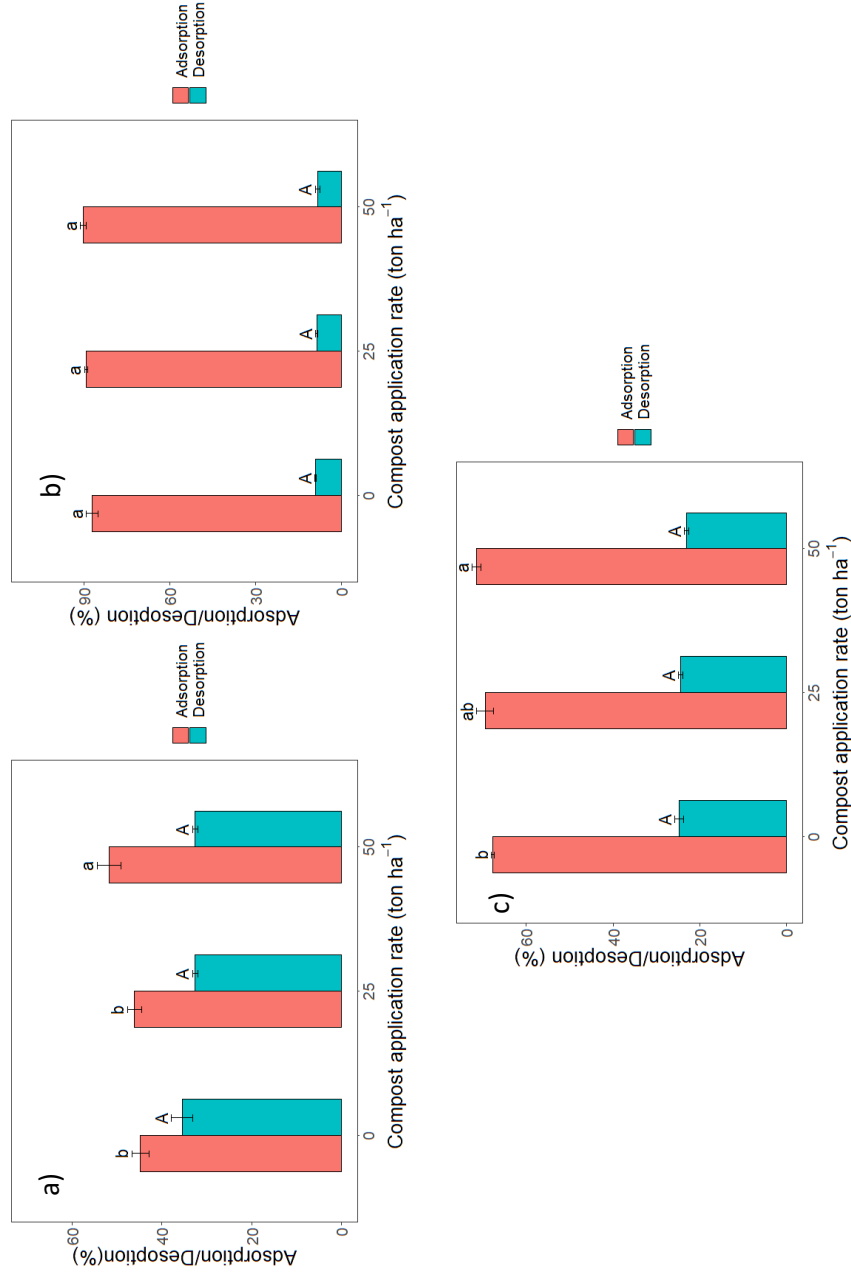 a)
Adsorption/Desoption(%)
60
40
20
0
b
A
b
A
a
A
0
25
50
Compost application rate (ton ha⁻¹)
Adsorption
Desorption
b)
Adsorption/Desoption (%)
90
60
30
0
a
A
a
A
a
A
0
25
50
Compost application rate (ton ha⁻¹)
Adsorption
Desorption
c)
Adsorption/Desoption (%)
60
40
20
0
b
A
ab
A
a
A
0
25
50
Compost application rate (ton ha⁻¹)
Adsorption
Desorption